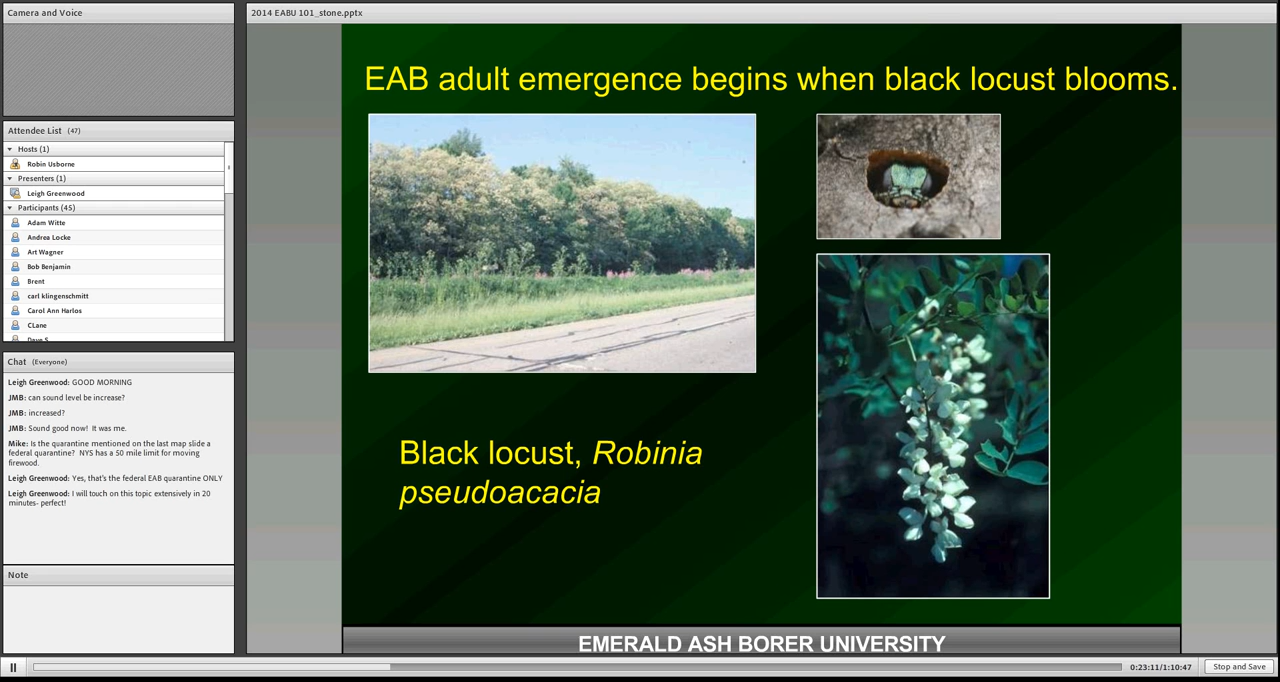 Camera and Voice
Attendee List (47)
Hosts (1)
Robin Usborne
Presenters (1)
Leigh Greenwood
Participants (45)
Adam Witte
Andrea Locke
Art Wagner
Bob Benjamin
Brent
carl klingenschmitt
Carol Ann Harlos
CLane
Dave S
Chat (Everyone)
Leigh Greenwood: GOOD MORNING
JMB: can sound level be increase?
JMB: increased?
JMB: Sound good now! It was me.
Mike: Is the quarantine mentioned on the last map slide a
federal quarantine? NYS has a 50 mile limit for moving
firewood.
Leigh Greenwood: Yes, that's the federal EAB quarantine ONLY
Leigh Greenwood: I will touch on this topic extensively in 20
minutes- perfect!
Note
2014 EABU 101_stone.pptx
EAB adult emergence begins when black locust blooms.
Black locust, Robinia
pseudoacacia
EMERALD ASH BORER UNIVERSITY
0:23:11/1:10:47
Stop and Save